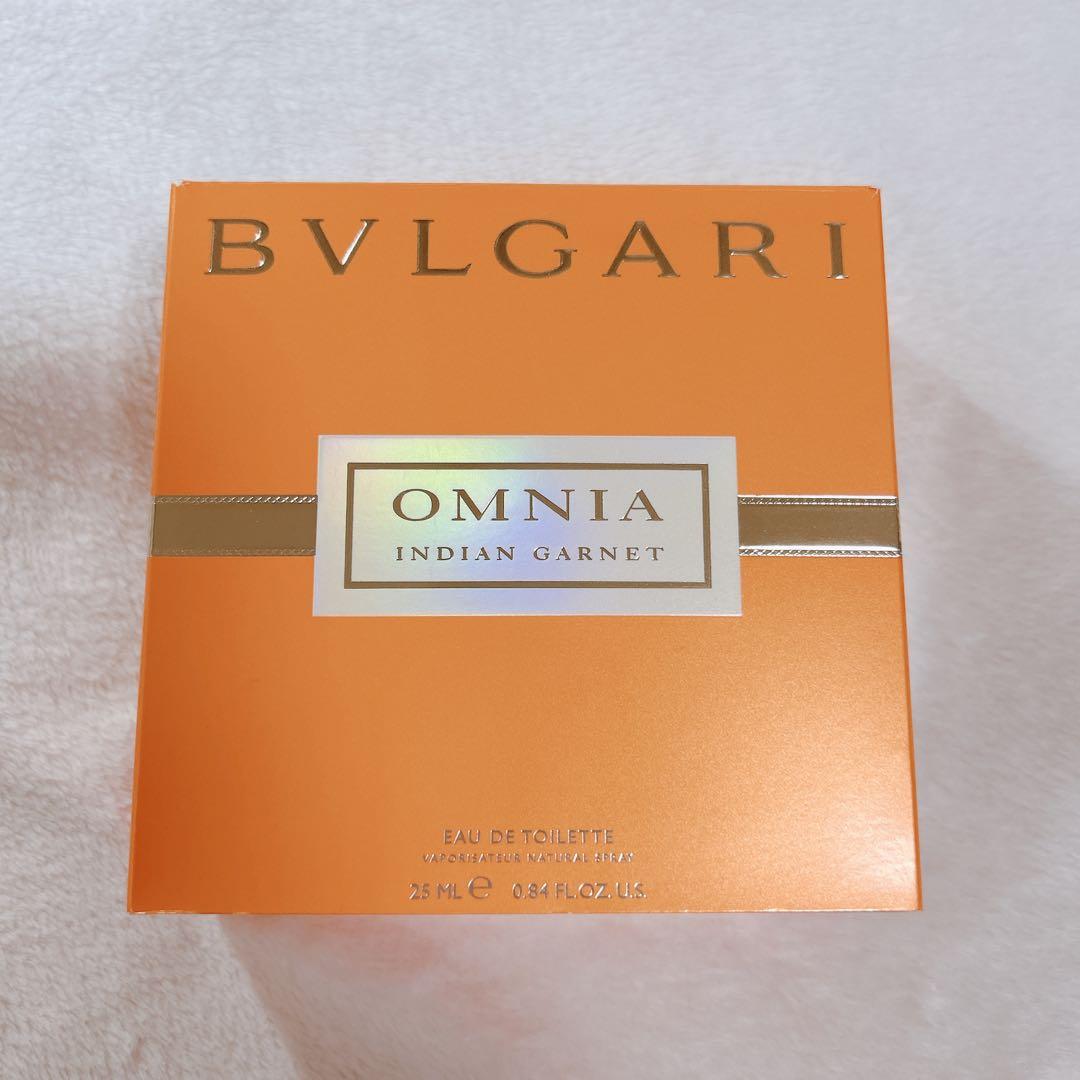 BVLGARI
OMNIA
INDIAN GARNET
EAU DE TOILETTE
VAPORISATEUR NATURAL SPRAY
25 ML ℮ 0.84 FL.OZ. U.S.